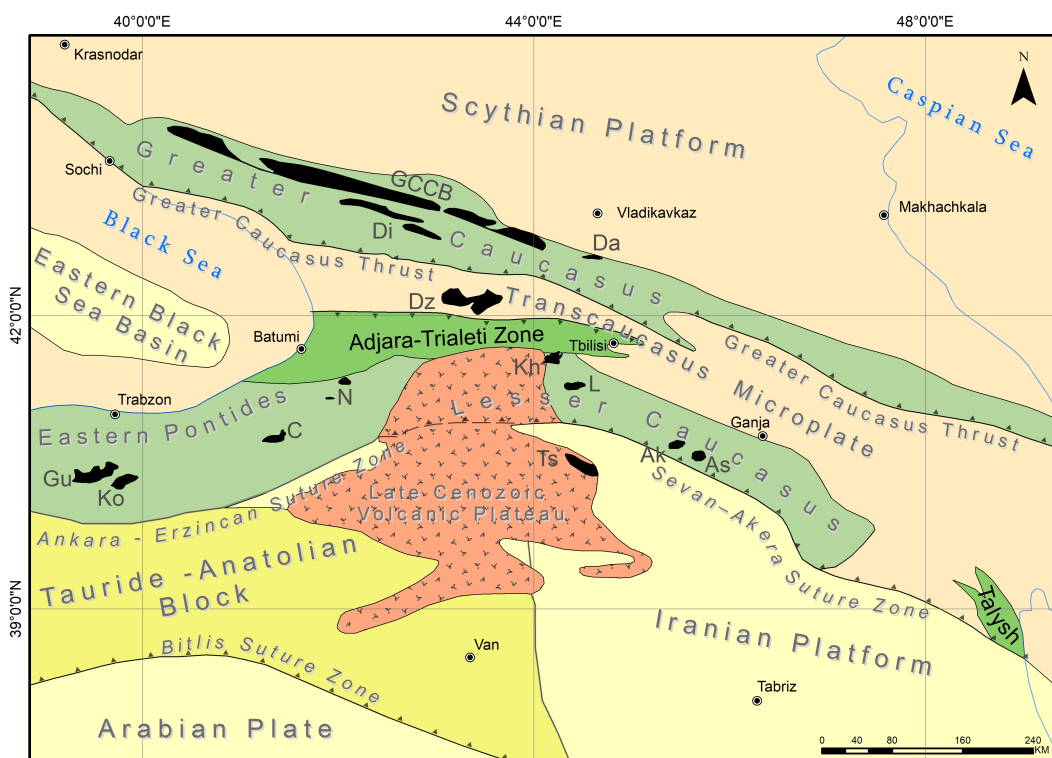 40°0'0"E
44°0'0"E
48°0'0"E
Krasnodar
N
Scythian Platform
Caspian Sea
Sochi
Greater Caucasus
GCCB
Greater Caucasus Thrust
Di
Vladikavkaz
Makhachkala
Da
Black Sea
Eastern Black
Sea Basin
Dz
Transcaucasus Microplate
42°0'0"N
Batumi
Adjara-Trialeti Zone
Tbilisi
Greater Caucasus Thrust
Kh
L
N
Trabzon
Eastern Pontides
Lesser Caucasus
Ganja
C
Gu
Ko
Ts
Ak
As
Late Cenozoic
Volcanic Plateau
Ankara - Erzincan Suture Zone
Sevan–Akera Suture Zone
Tauride -Anatolian
Block
39°0'0"N
Talysh
Iranian Platform
Bitlis Suture Zone
Van
Tabriz
Arabian Plate
0 40 80 160 240
KM